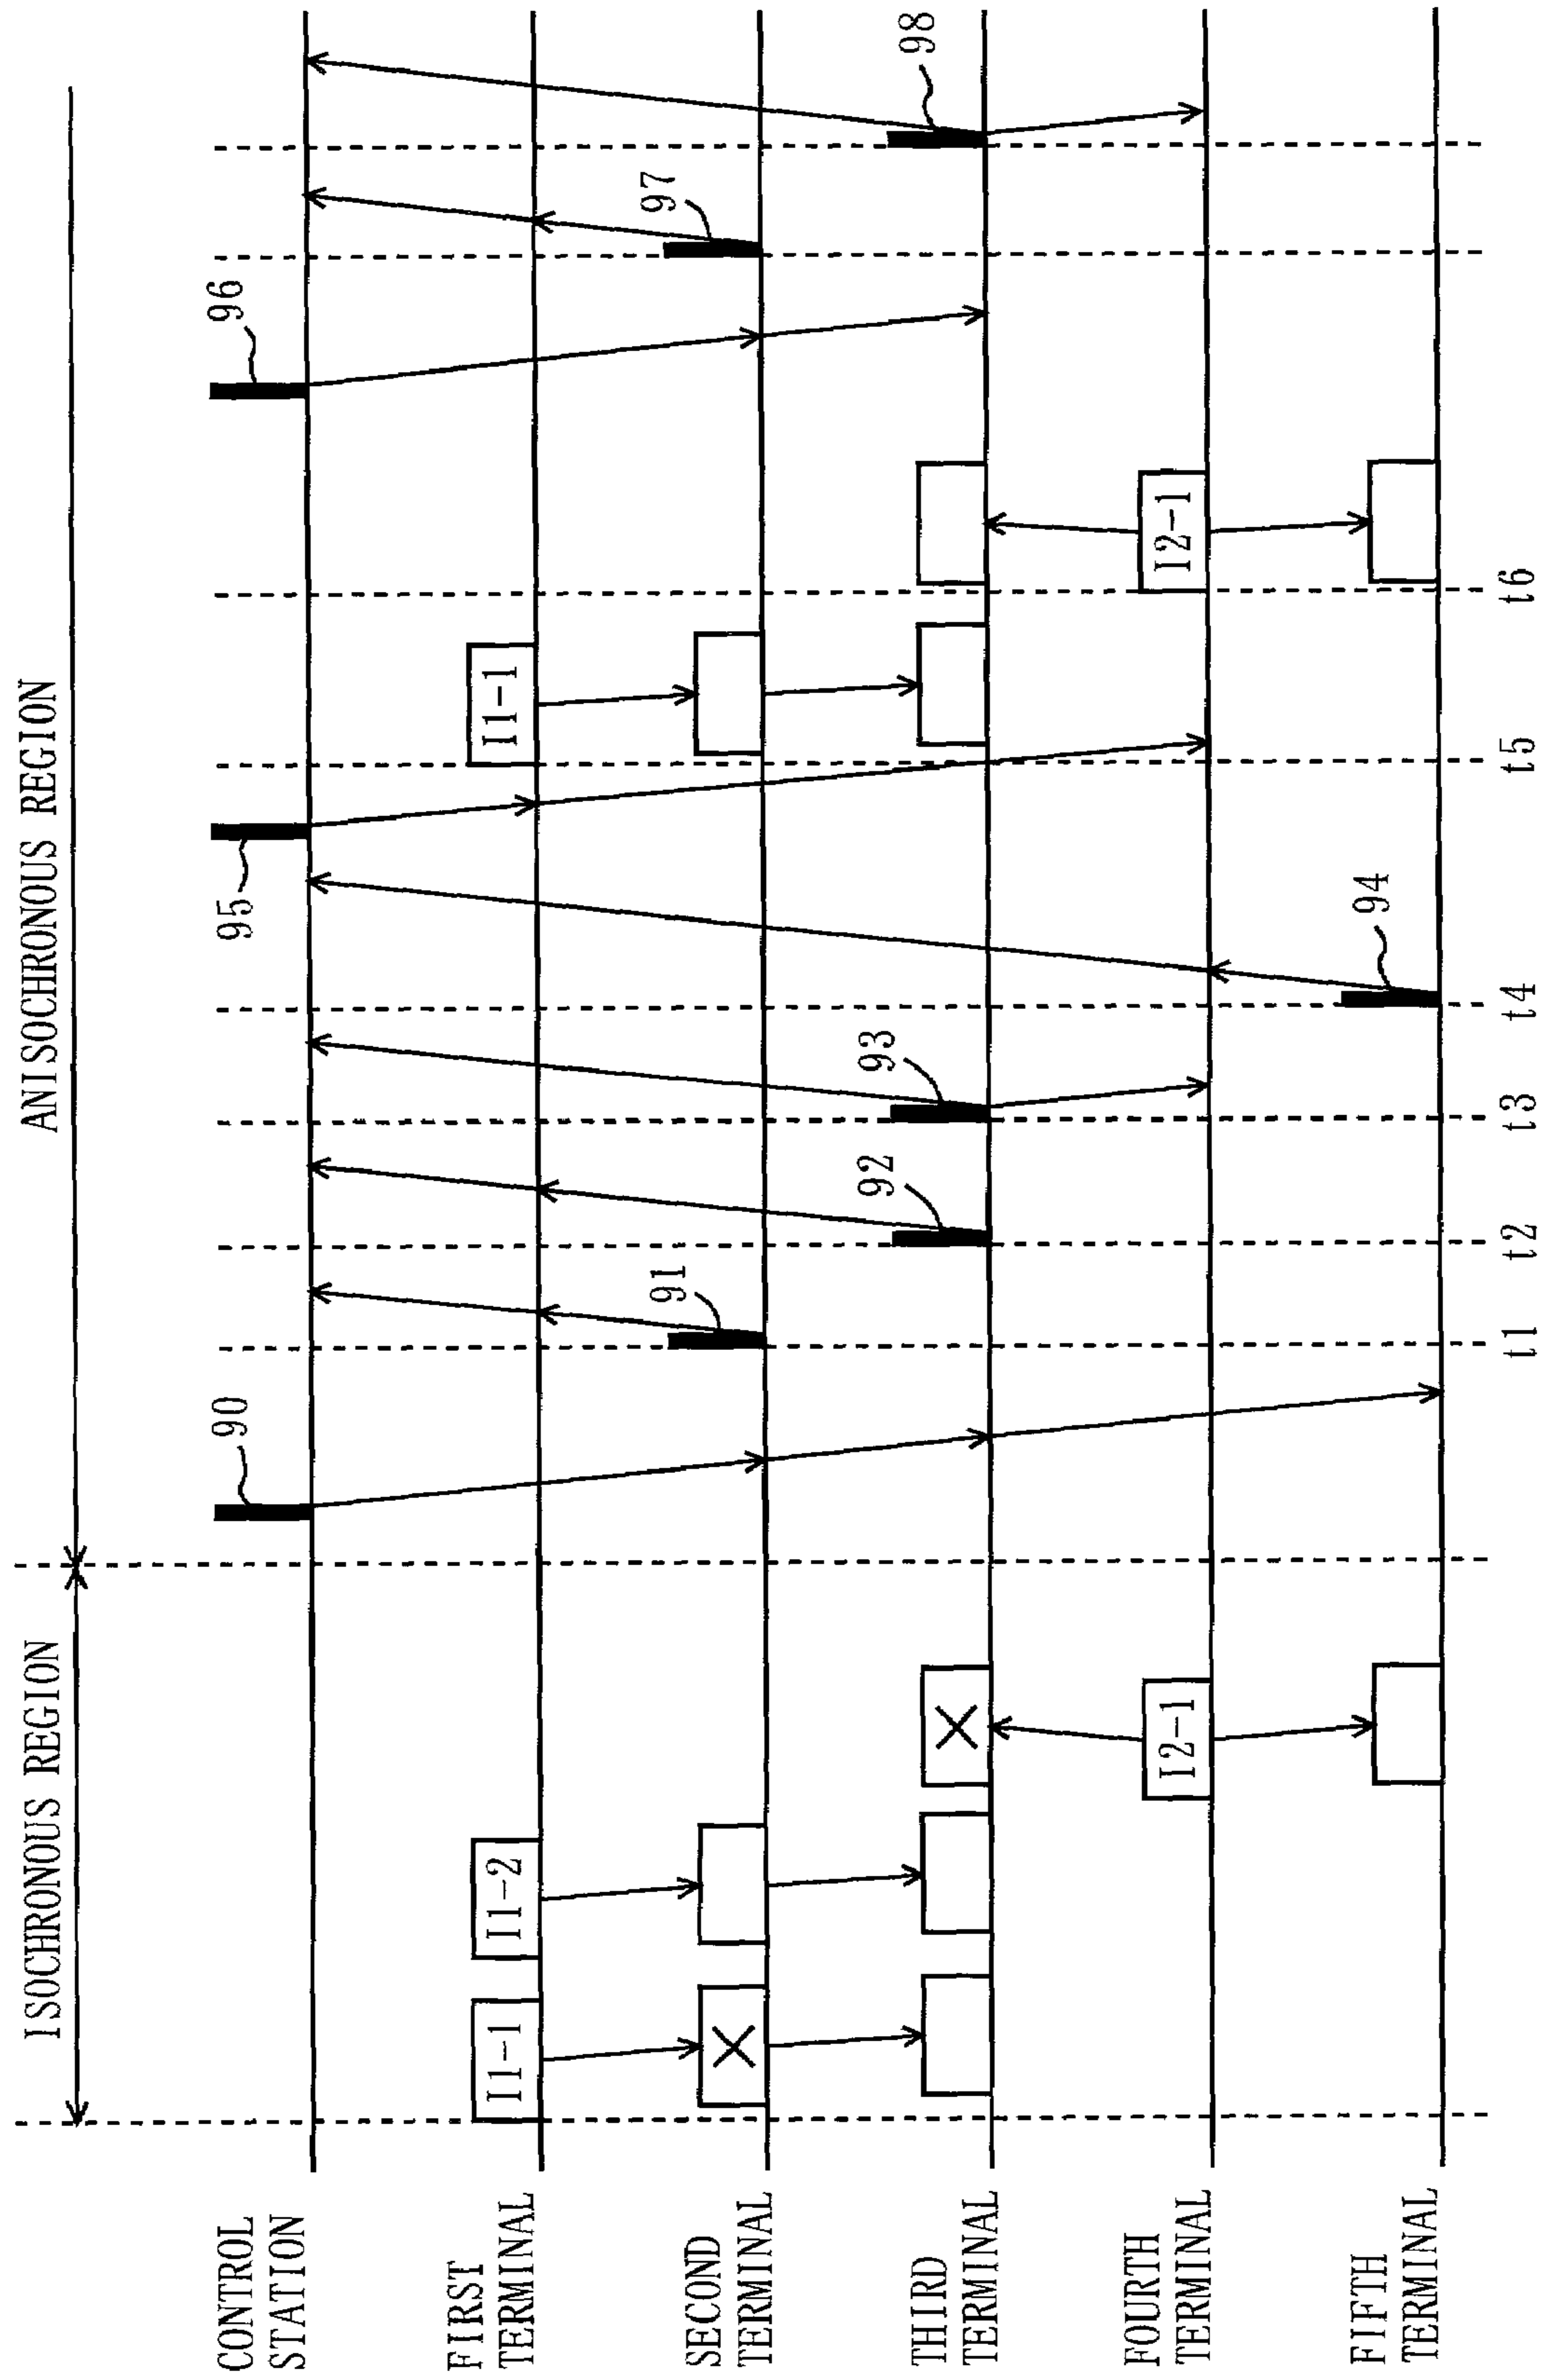 ISOCHRONOUS REGION
ANISOCHRONOUS REGION
CONTROL
STATION
90
95
96
FIRST
TERMINAL
I1-1
I1-2
I1-1
SECOND
TERMINAL
91
97
THIRD
TERMINAL
92
93
98
FOURTH
TERMINAL
I2-1
I2-1
FIFTH
TERMINAL
94
t1
t2
t3
t4
t5
t6